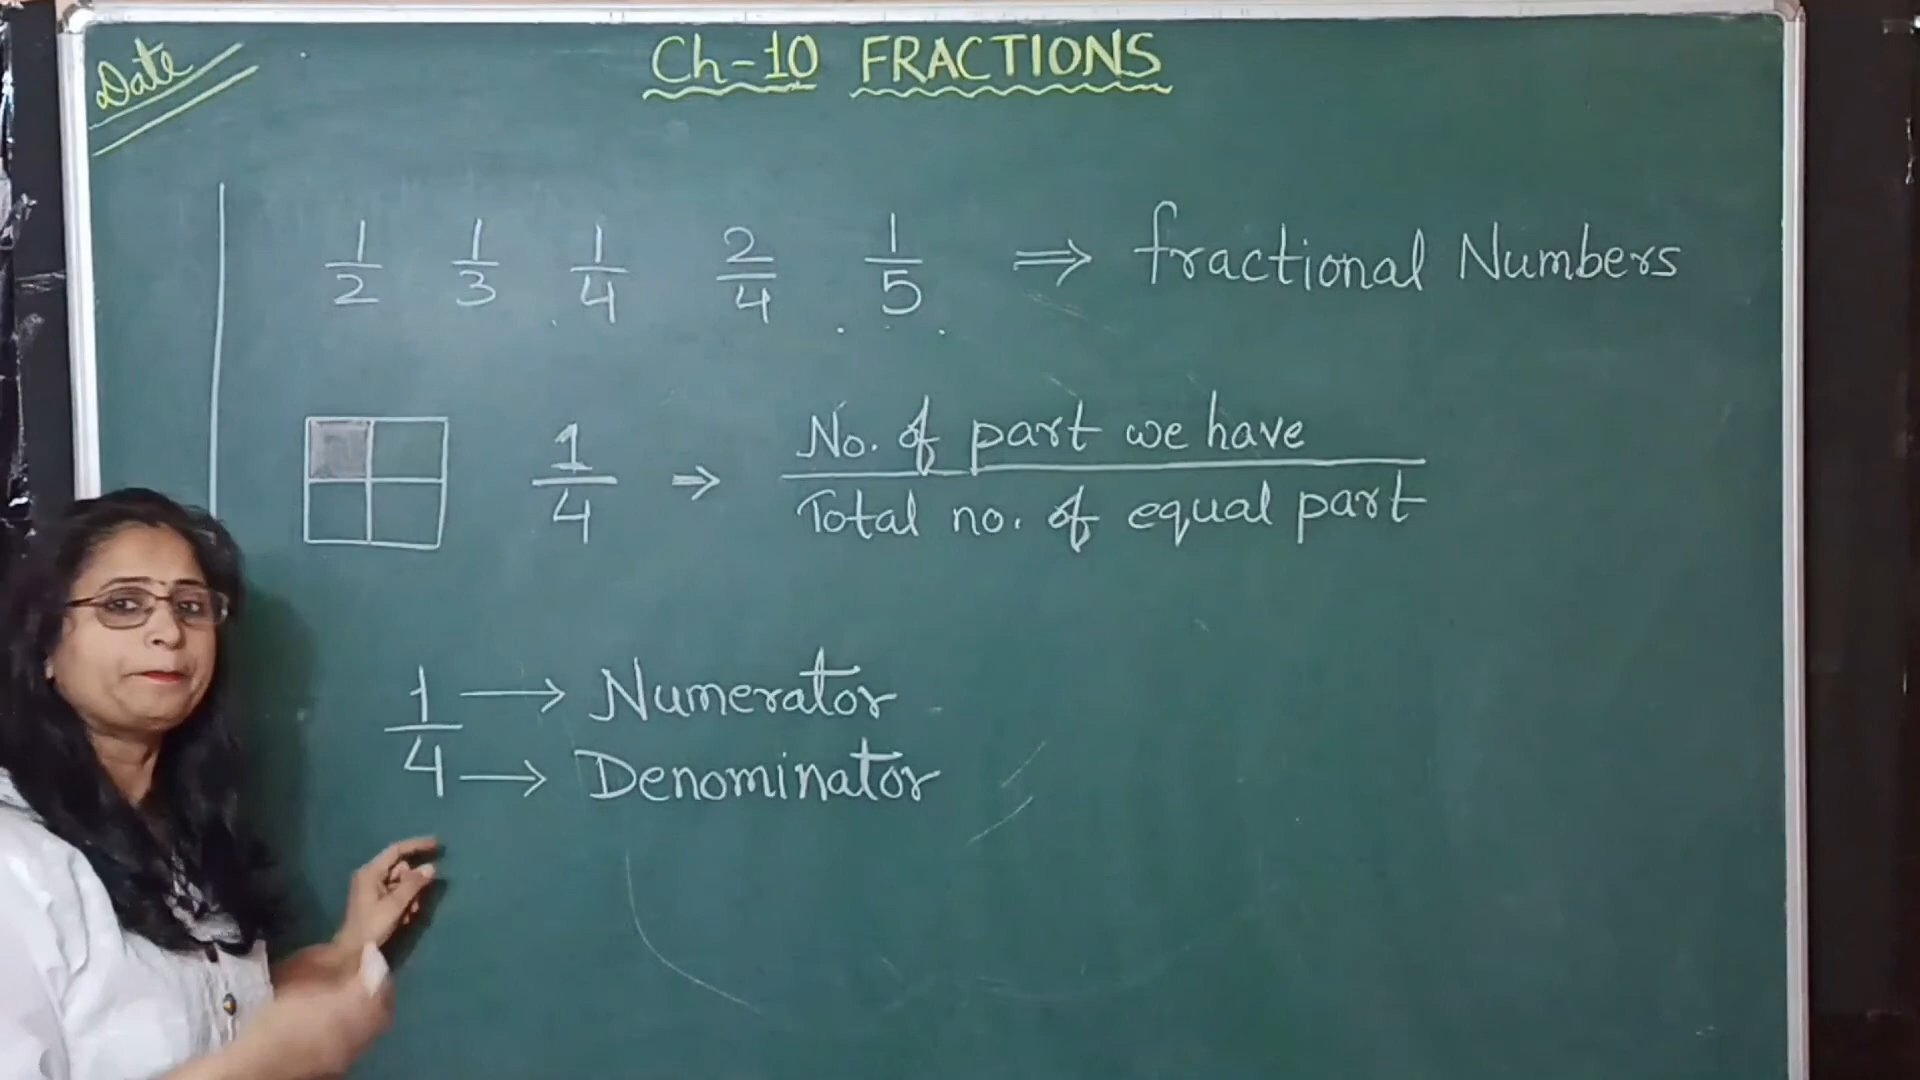 Date
Ch-10 FRACTIONS
1/2 1/3 1/4 2/4 1/5 ⇒ fractional Numbers
1/4 ⇒ No. of part we have / Total no. of equal part
1 → Numerator
4 → Denominator